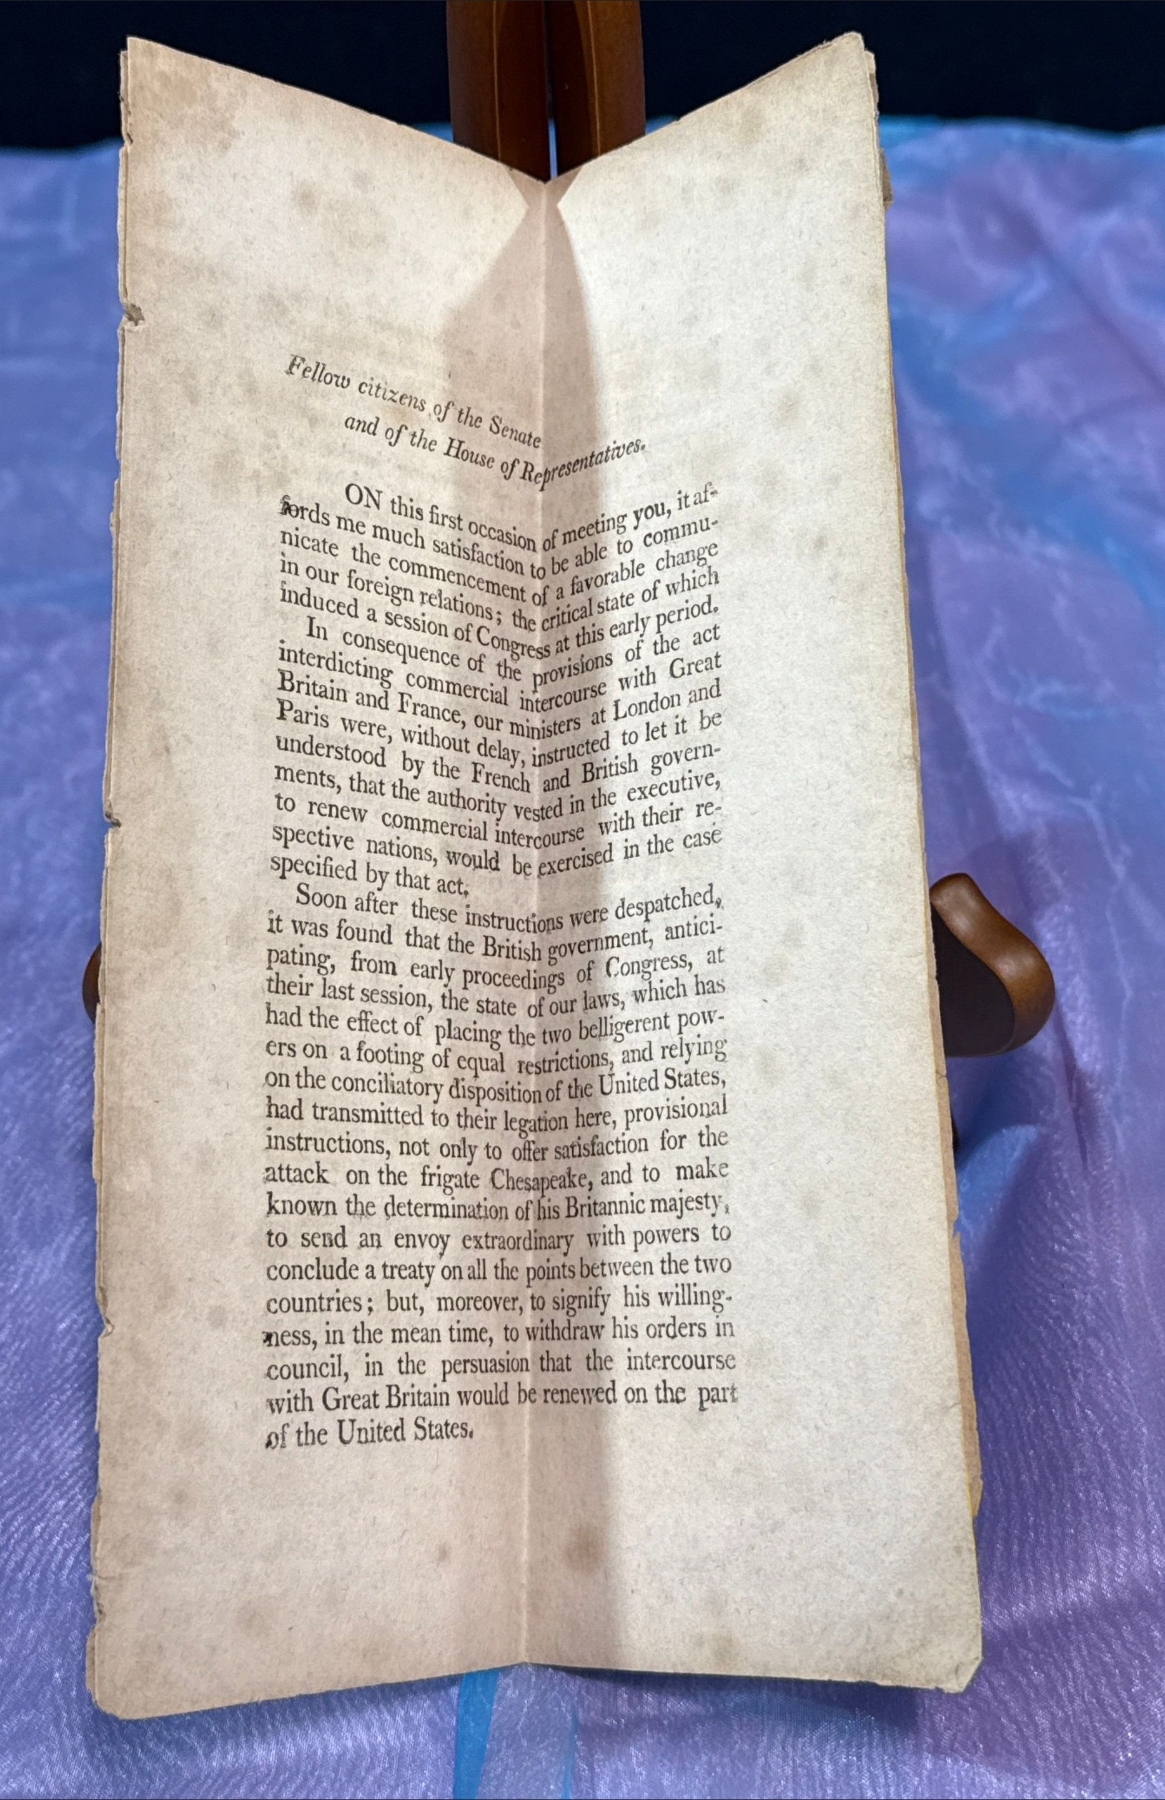 Fellow citizens of the Senate
and of the House of Representatives.
ON this first occasion of meeting you, it af-
fords me much satisfaction to be able to commu-
nicate the commencement of a favorable change
in our foreign relations; the critical state of which
induced a session of Congress at this early period.
In consequence of the provisions of the act
interdicting commercial intercourse with Great
Britain and France, our ministers at London and
Paris were, without delay, instructed to let it be
understood by the French and British govern-
ments, that the authority vested in the executive,
to renew commercial intercourse with their re-
spective nations, would be exercised in the case
specified by that act.
Soon after these instructions were despatched,
it was found that the British government, antici-
pating, from early proceedings of Congress, at
their last session, the state of our laws, which has
had the effect of placing the two belligerent pow-
ers on a footing of equal restrictions, and relying
on the conciliatory disposition of the United States,
had transmitted to their legation here, provisional
instructions, not only to offer satisfaction for the
attack on the frigate Chesapeake, and to make
known the determination of his Britannic majesty,
to send an envoy extraordinary with powers to
conclude a treaty on all the points between the two
countries; but, moreover, to signify his willing-
ness, in the mean time, to withdraw his orders in
council, in the persuasion that the intercourse
with Great Britain would be renewed on the part
of the United States.